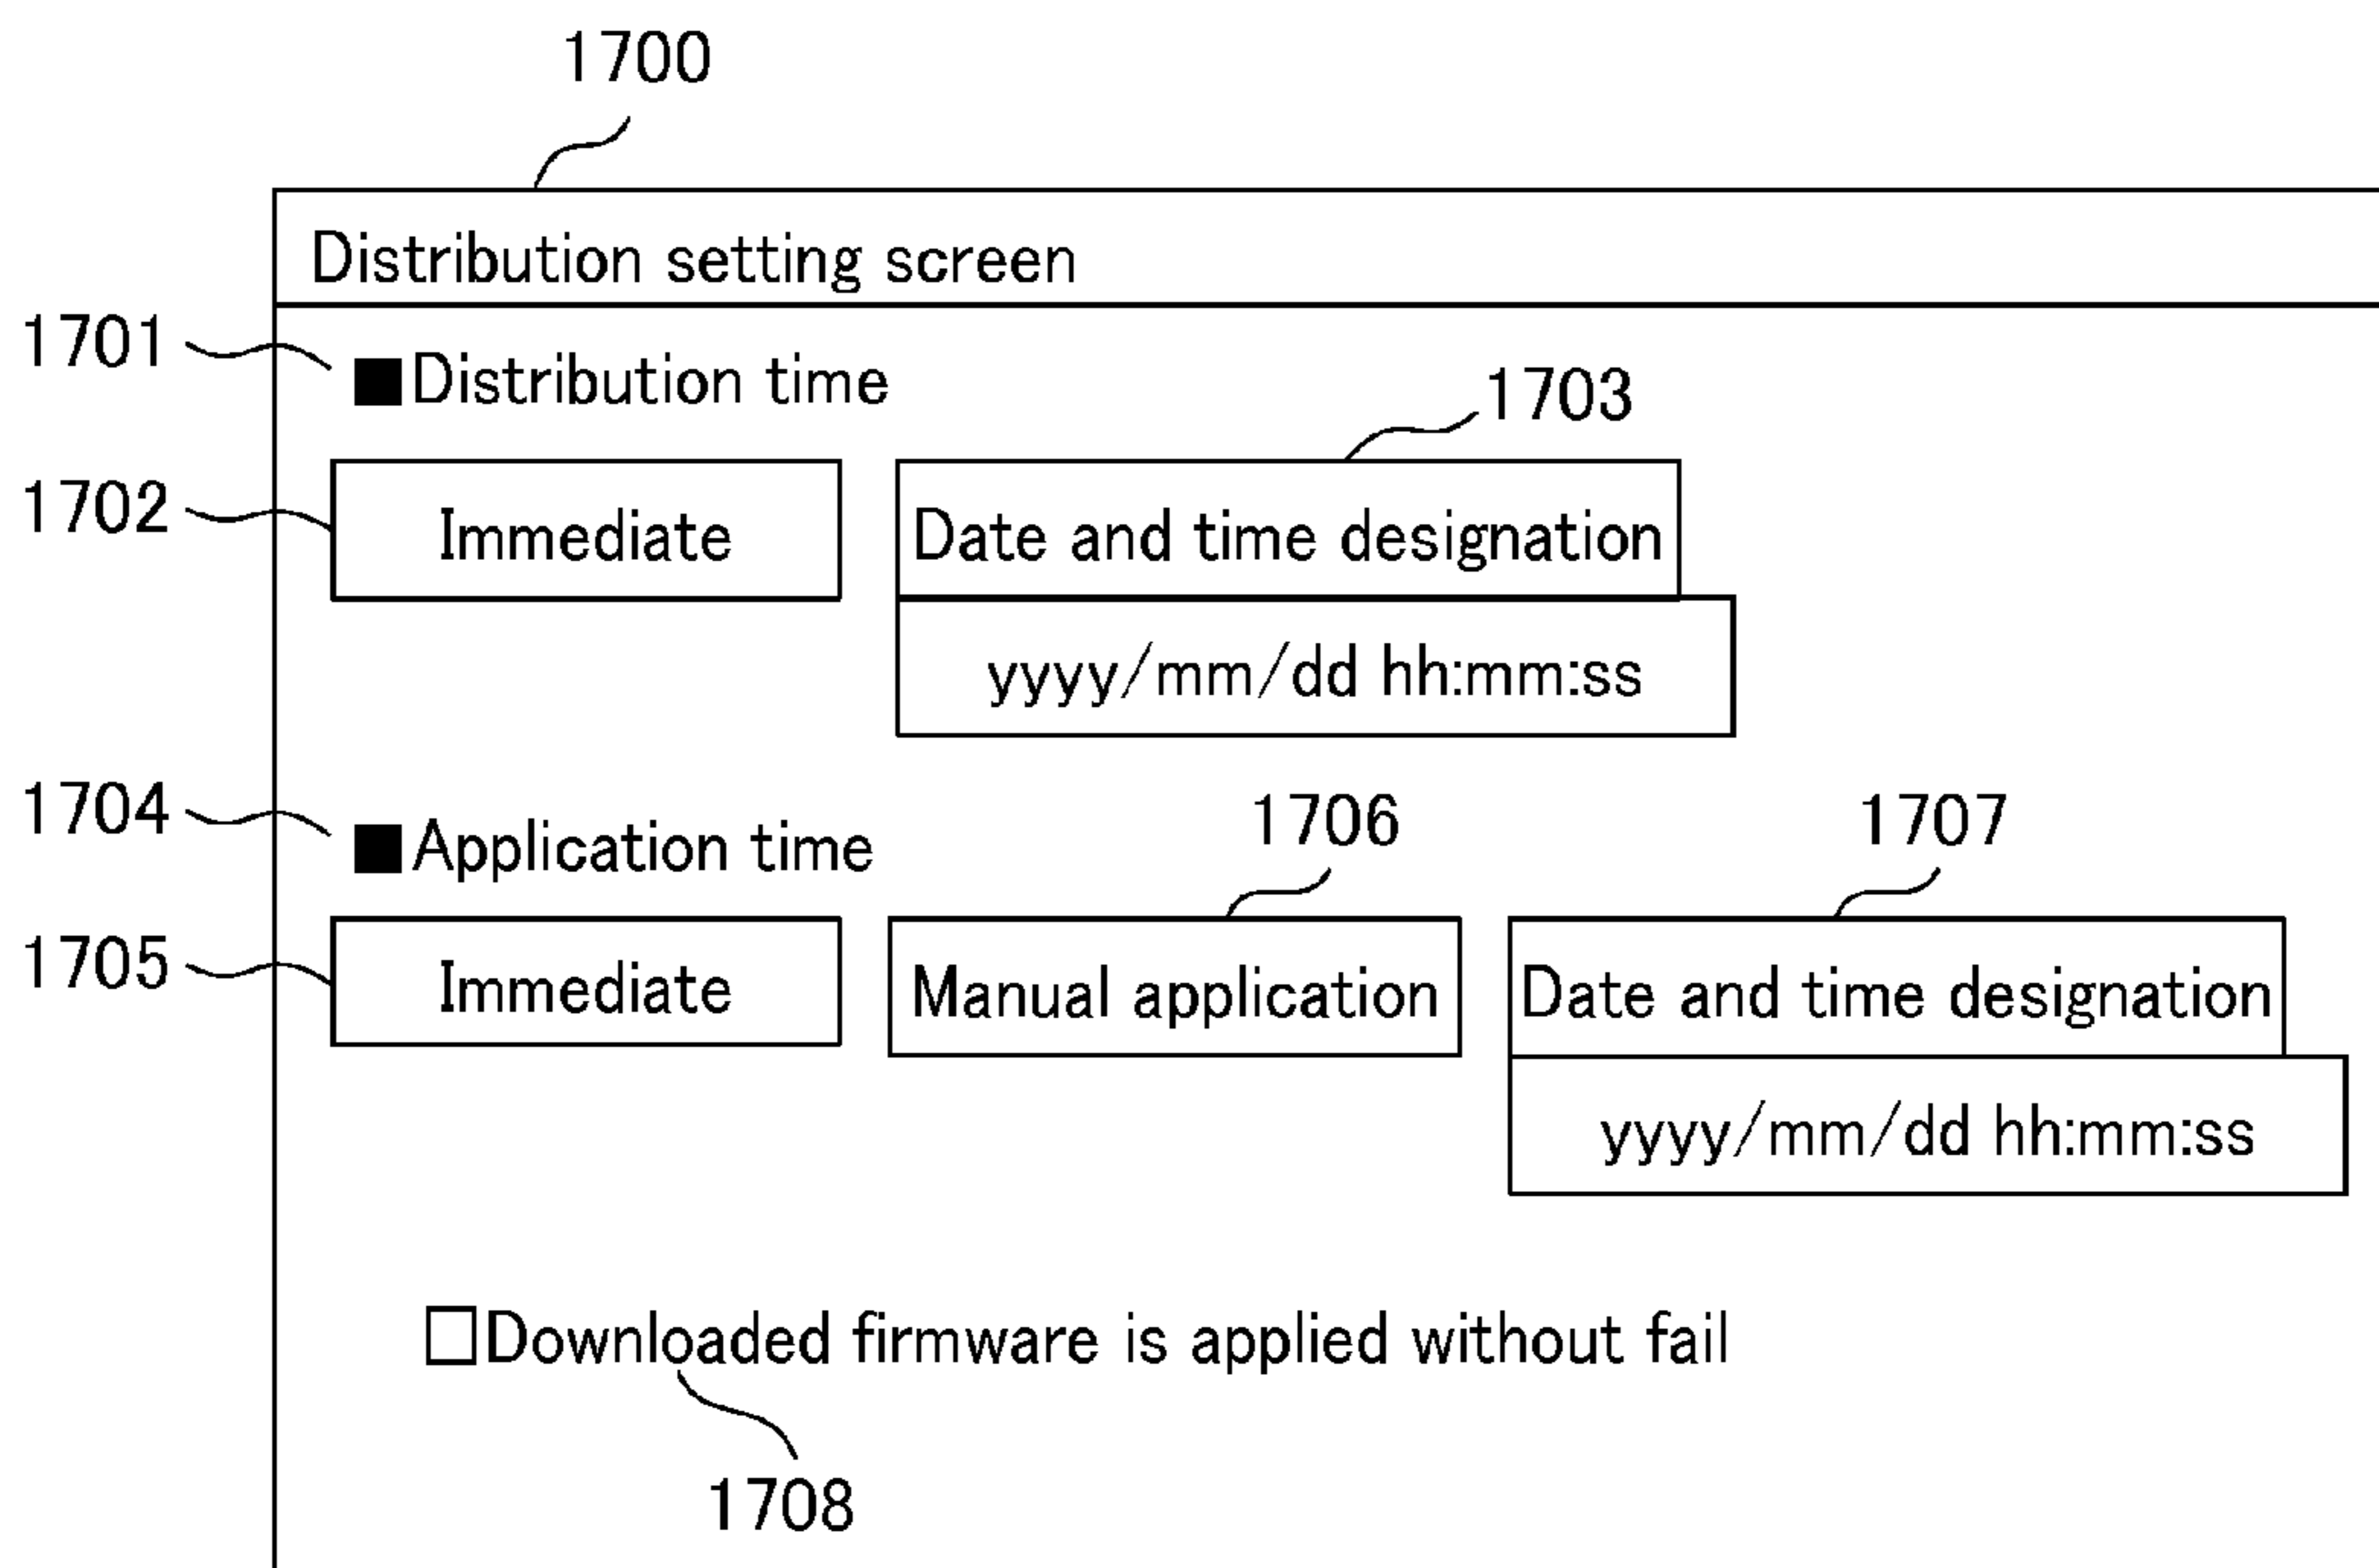 1700
Distribution setting screen
1701
■Distribution time
1703
1702
Immediate
Date and time designation
yyyy/mm/dd hh:mm:ss
1704
■Application time
1706
1707
1705
Immediate
Manual application
Date and time designation
yyyy/mm/dd hh:mm:ss
□Downloaded firmware is applied without fail
1708